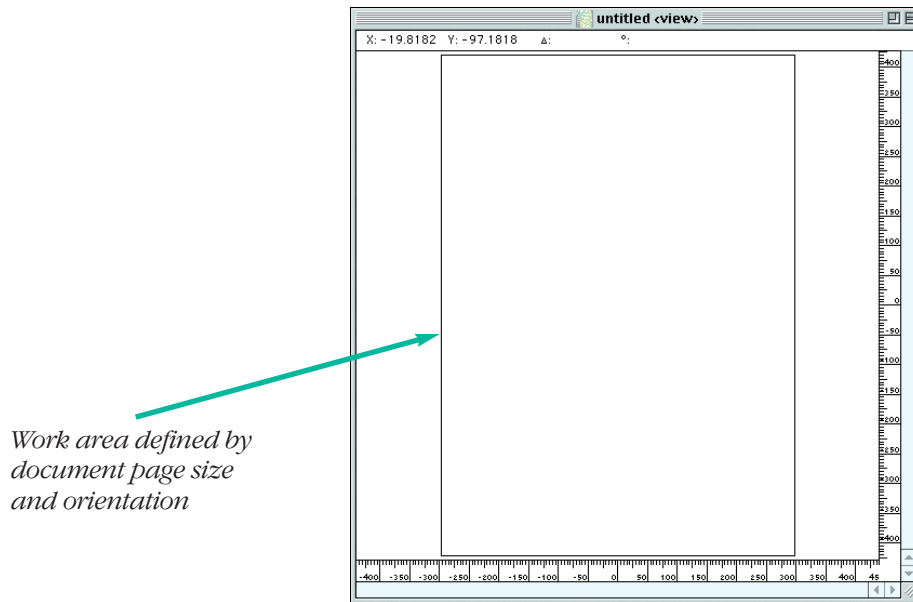 untitled <view>
X: -19.8182 Y: -97.1818 Δ: °:
400
350
300
250
200
150
100
50
0
-50
-100
-150
-200
-250
-300
-350
-400
Work area defined by
document page size
and orientation
-400 -350 -300 -250 -200 -150 -100 -50 0 50 100 150 200 250 300 350 400 45